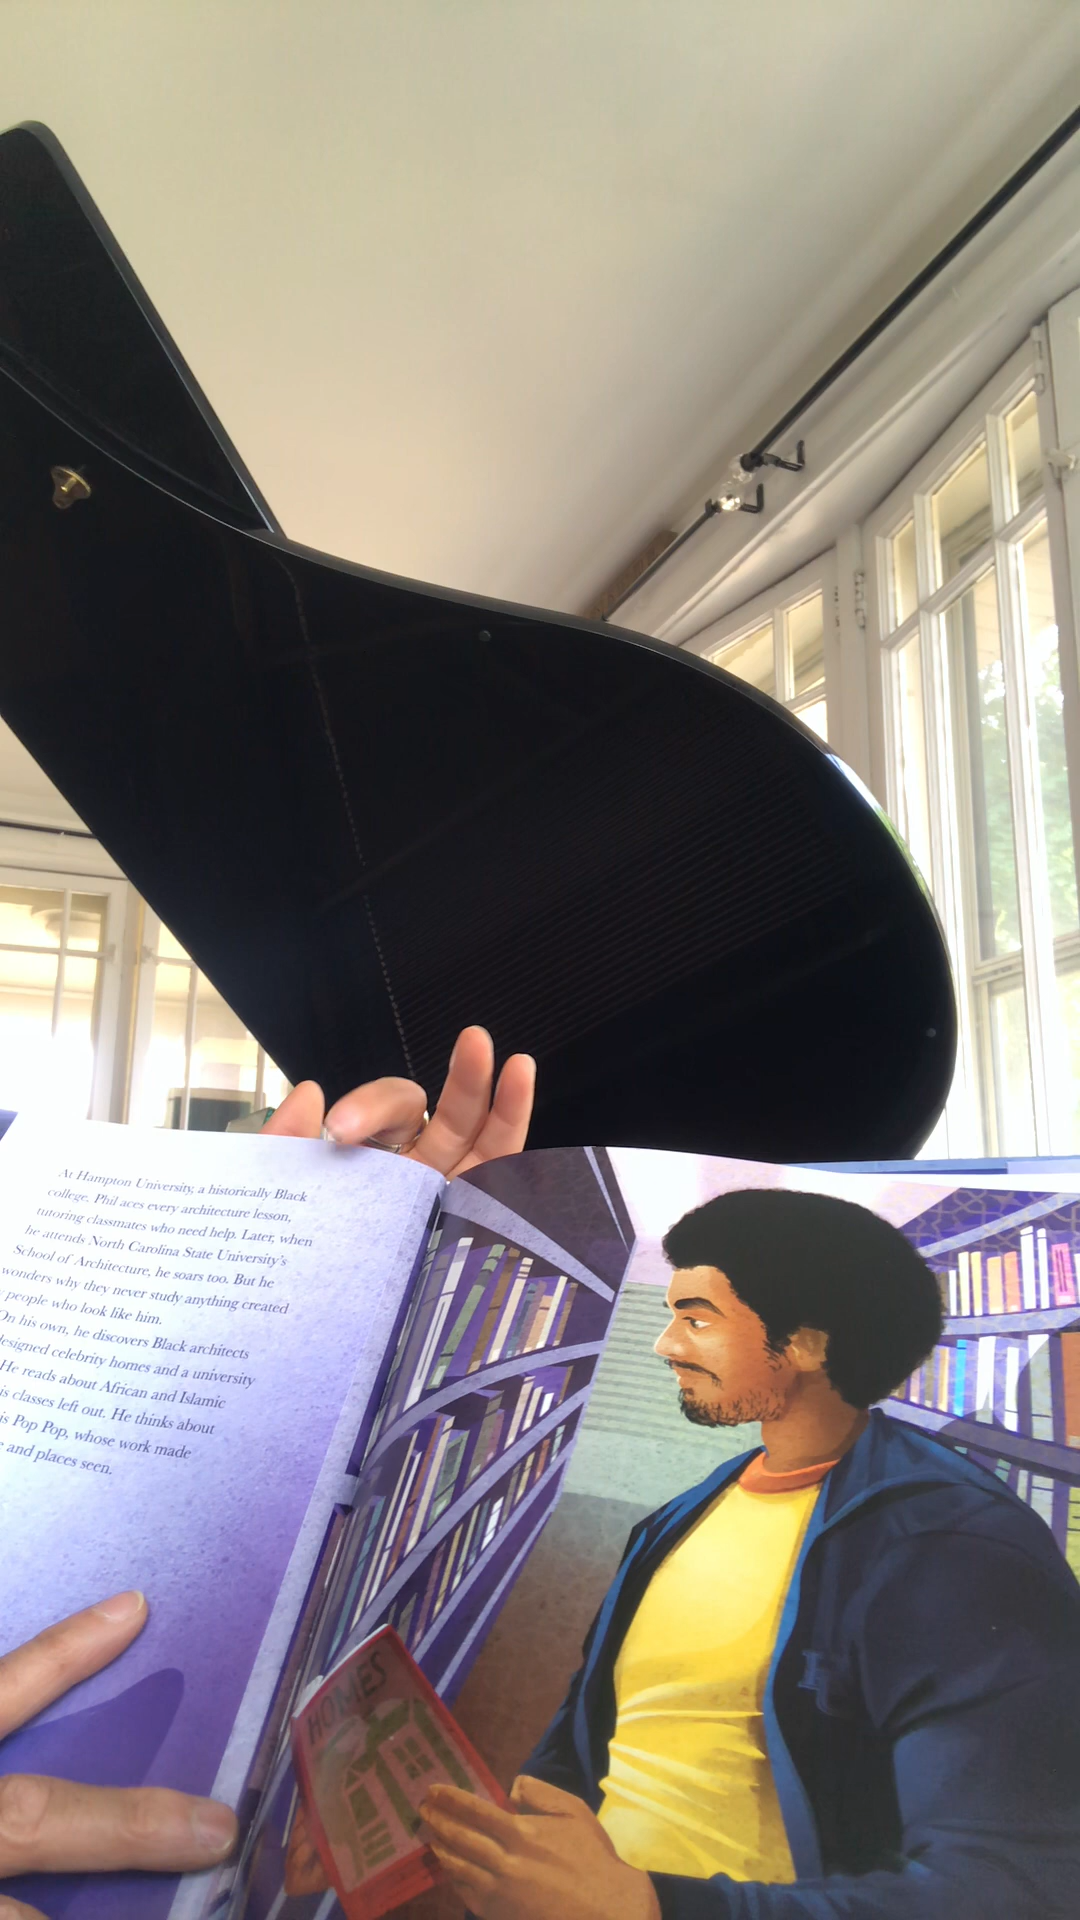 At Hampton University, a historically Black
college, Phil aces every architecture lesson,
tutoring classmates who need help. Later, when
he attends North Carolina State University's
School of Architecture, he soars too. But he
wonders why they never study anything created
people who look like him.
On his own, he discovers Black architects
designed celebrity homes and a university
He reads about African and Islamic
is classes left out. He thinks about
is Pop Pop, whose work made
and places seen.
HOMES